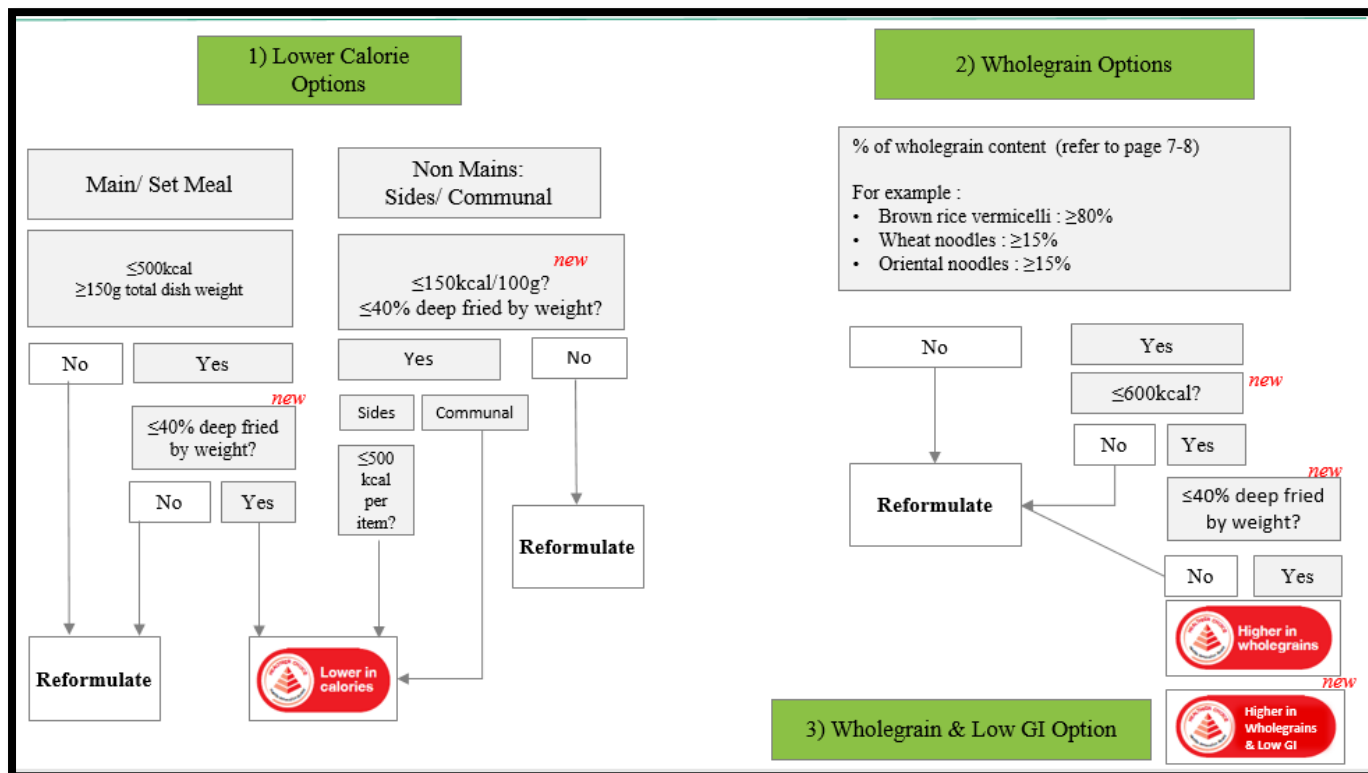 1) Lower Calorie
Options
Main/ Set Meal
≤500kcal
≥150g total dish weight
No
Yes
new
≤40% deep fried
by weight?
No
Yes
Reformulate
Non Mains:
Sides/ Communal
new
≤150kcal/100g?
≤40% deep fried by weight?
Yes
No
Sides
Communal
≤500
kcal
per
item?
Reformulate
Lower in
calories
2) Wholegrain Options
% of wholegrain content (refer to page 7-8)
For example :
• Brown rice vermicelli : ≥80%
• Wheat noodles : ≥15%
• Oriental noodles : ≥15%
No
Yes
≤600kcal?
new
No
Yes
new
≤40% deep fried
by weight?
Reformulate
No
Yes
Higher in
wholegrains
new
3) Wholegrain & Low GI Option
Higher in
Wholegrains
& Low GI